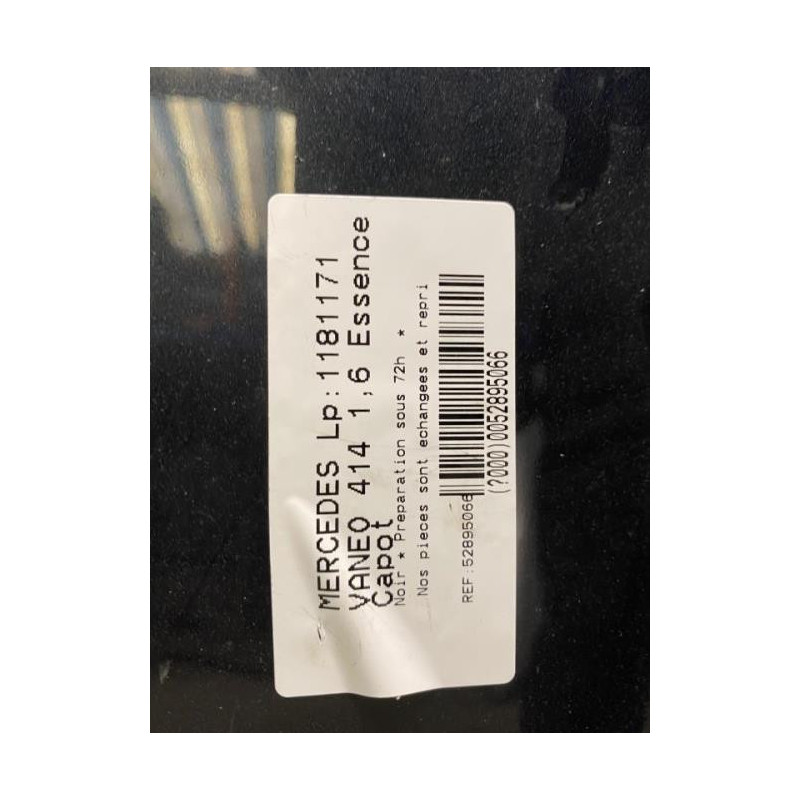 MERCEDES Lp:1181171
VANEO 414 1,6 Essence
Capot
Noir * Preparation sous 72h *
Nos pieces sont echangees et repri
REF:52895066
(?000)0052895066